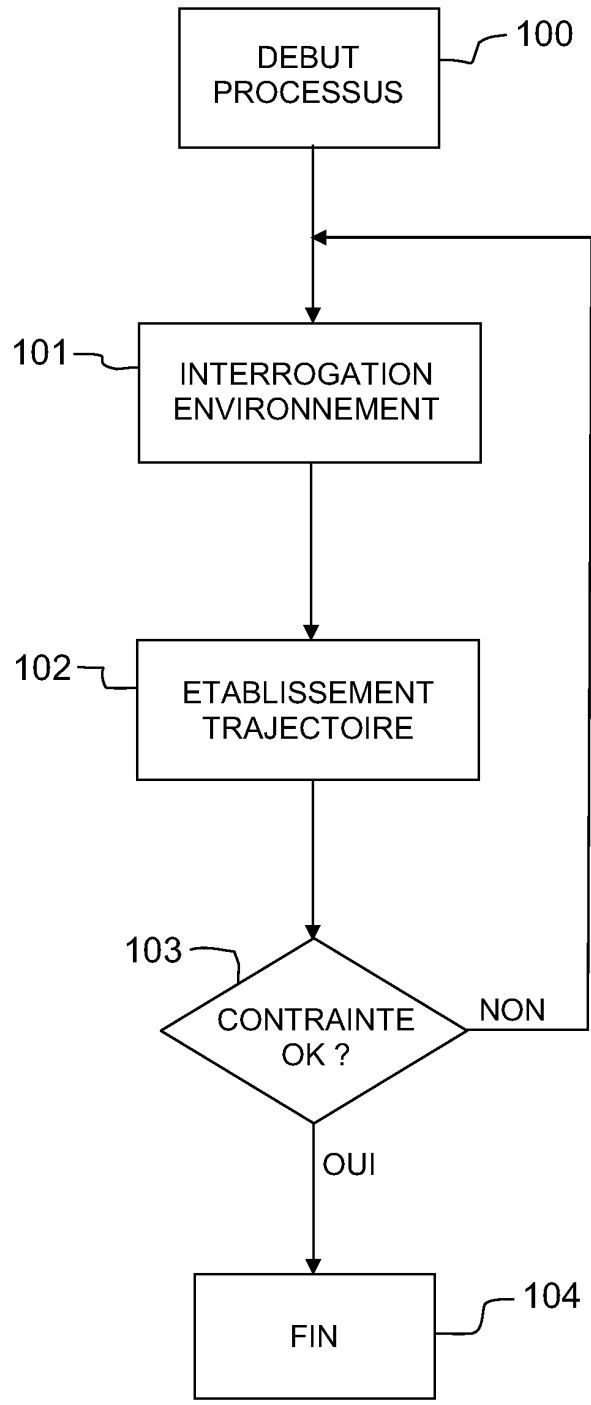 DEBUT
PROCESSUS
100
101
INTERROGATION
ENVIRONNEMENT
102
ETABLISSEMENT
TRAJECTOIRE
103
CONTRAINTE
OK ?
NON
OUI
FIN
104